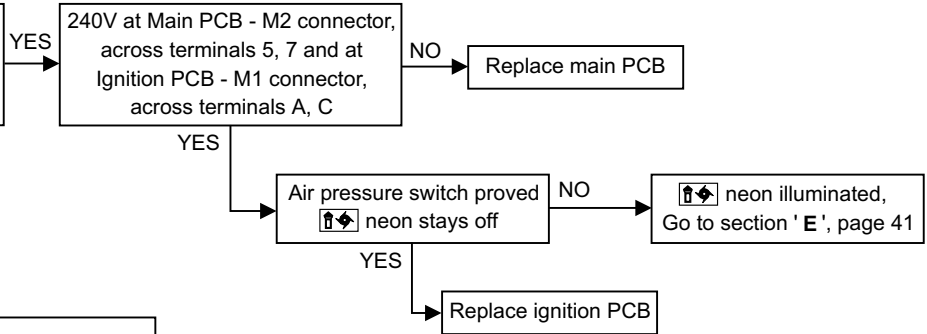 YES
240V at Main PCB - M2 connector,
across terminals 5, 7 and at
Ignition PCB - M1 connector,
across terminals A, C
NO
Replace main PCB
YES
Air pressure switch proved
neon stays off
NO
neon illuminated,
Go to section ' E ', page 41
YES
Replace ignition PCB